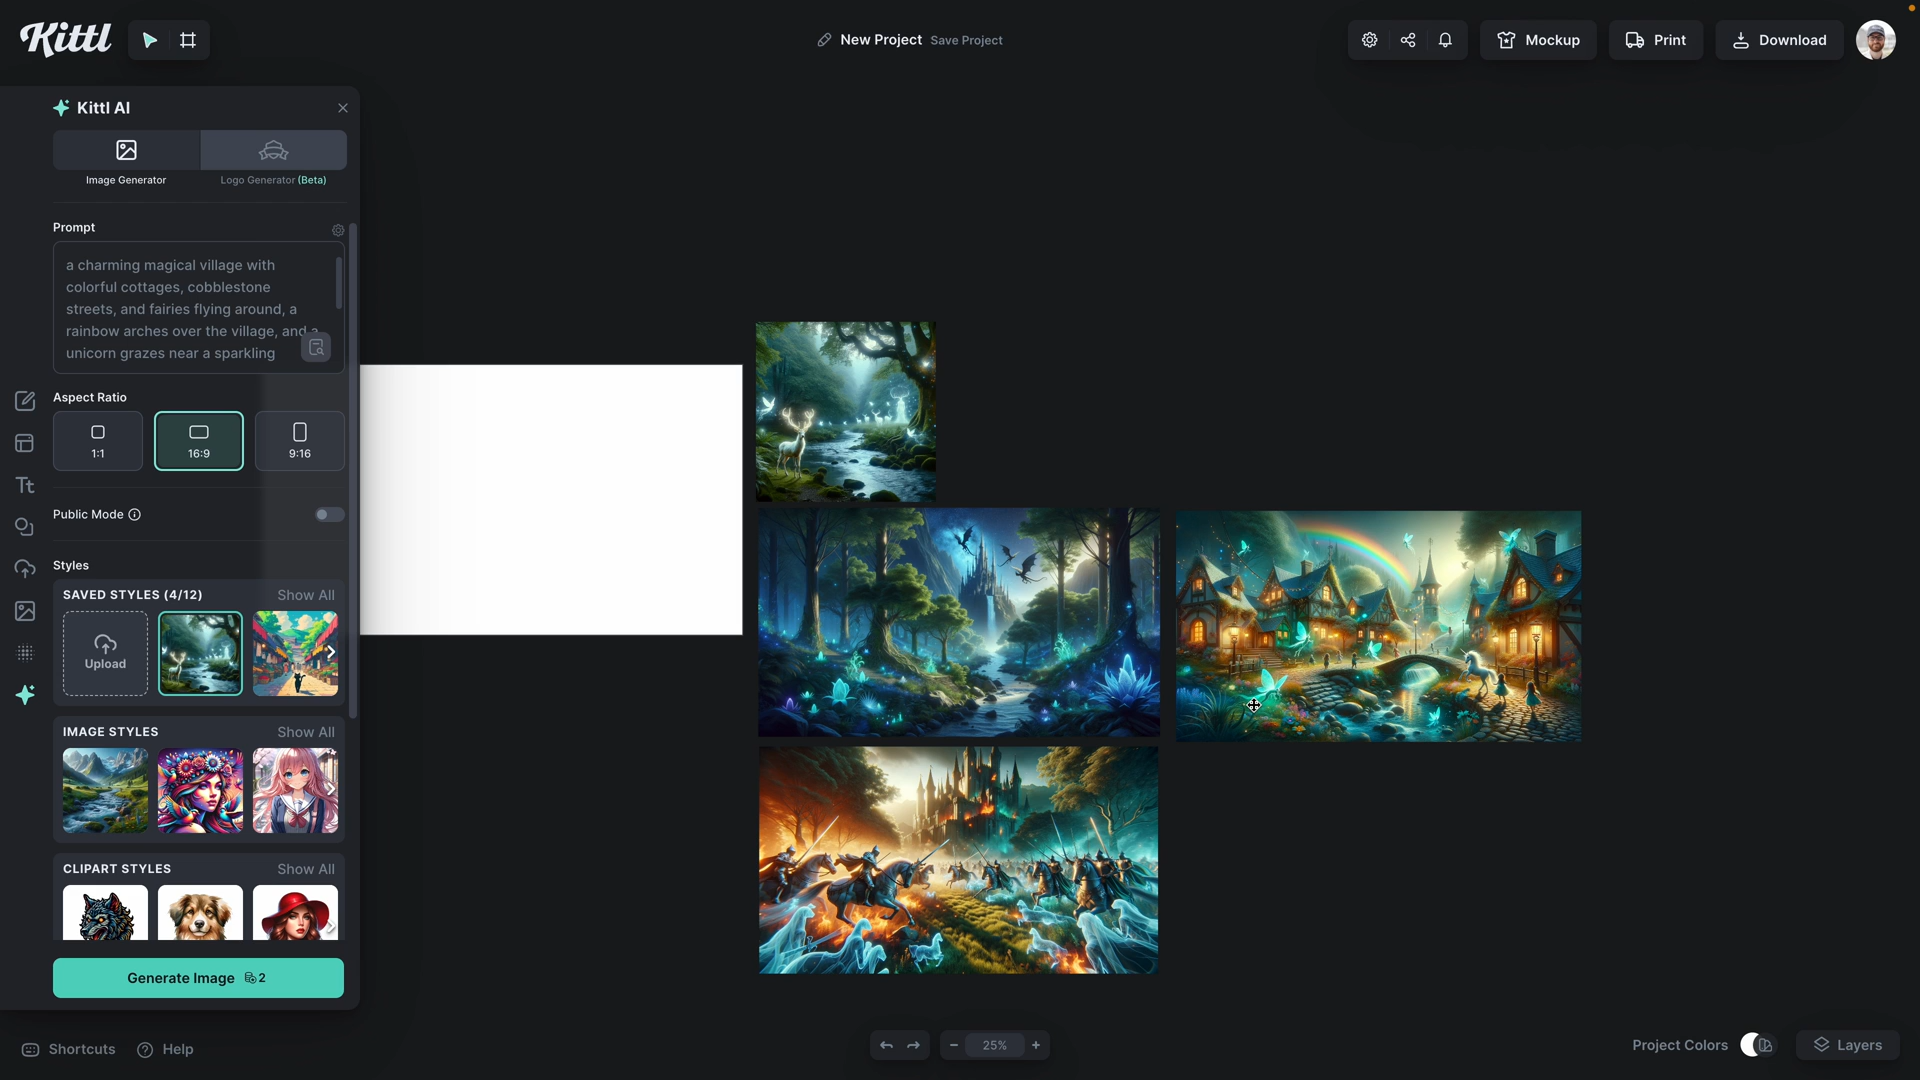 Kittl
New Project Save Project
Mockup
Print
Download
Kittl AI
Image Generator
Logo Generator (Beta)
Prompt
a charming magical village with
colorful cottages, cobblestone
streets, and fairies flying around, a
rainbow arches over the village, and a
unicorn grazes near a sparkling
Aspect Ratio
1:1
16:9
9:16
Public Mode
Styles
SAVED STYLES (4/12) Show All
Upload
IMAGE STYLES Show All
CLIPART STYLES Show All
Generate Image 2
Shortcuts
Help
25%
Project Colors
Layers